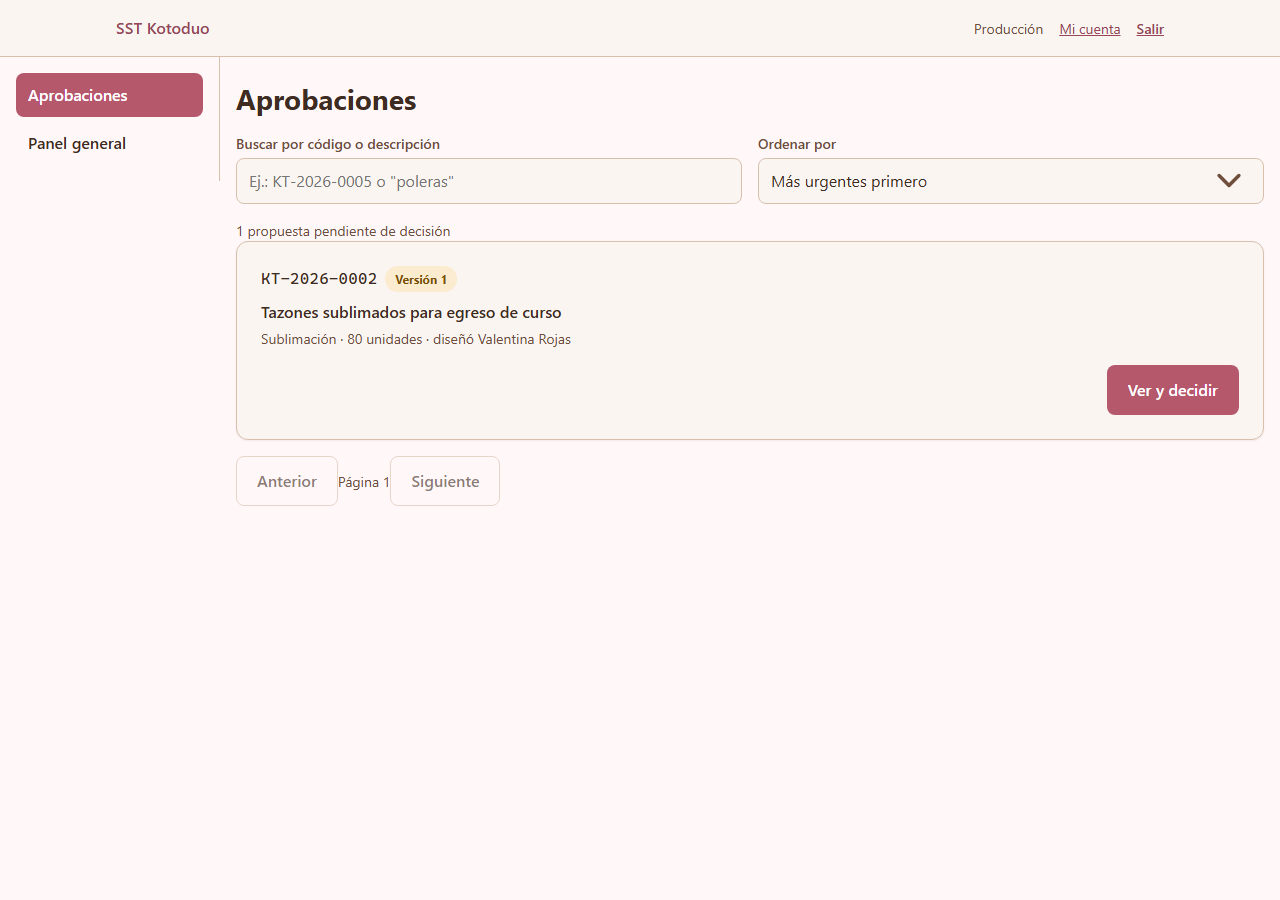 SST Kotoduo
Producción Mi cuenta Salir
Aprobaciones
Panel general
Aprobaciones
Buscar por código o descripción
Ej.: KT-2026-0005 o "poleras"
Ordenar por
Más urgentes primero
1 propuesta pendiente de decisión
KT-2026-0002 Versión 1
Tazones sublimados para egreso de curso
Sublimación · 80 unidades · diseñó Valentina Rojas
Ver y decidir
Anterior Página 1 Siguiente